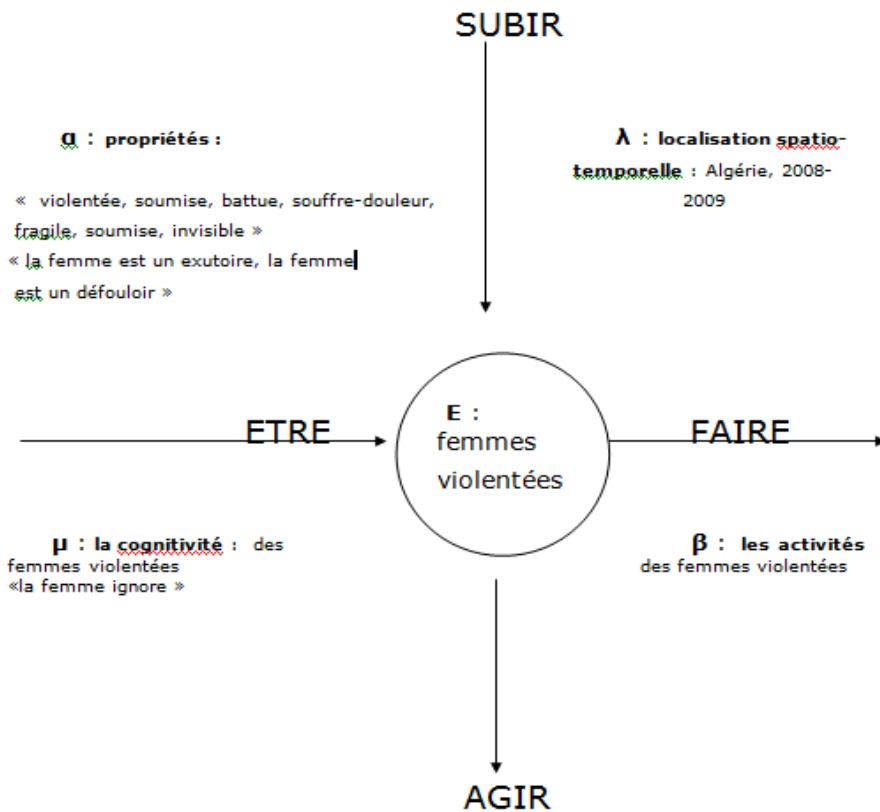 SUBIR
α : propriétés :
« violentée, soumise, battue, souffre-douleur,
fragile, soumise, invisible »
« la femme est un exutoire, la femme
est un défouloir »
λ : localisation spatio-
temporelle : Algérie, 2008-
2009
ETRE
E :
femmes
violentées
FAIRE
μ : la cognitivité : des
femmes violentées
«la femme ignore »
β : les activités
des femmes violentées
AGIR